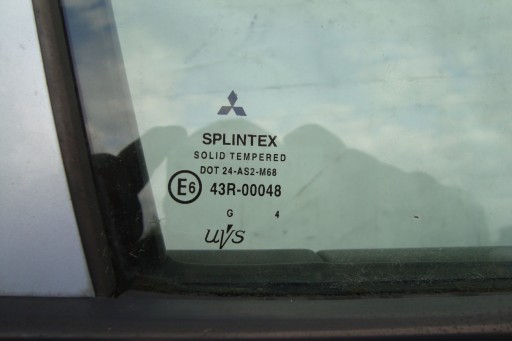 SPLINTEX
SOLID TEMPERED
DOT 24-AS2-M68
E6 43R-00048
G 4
uVs